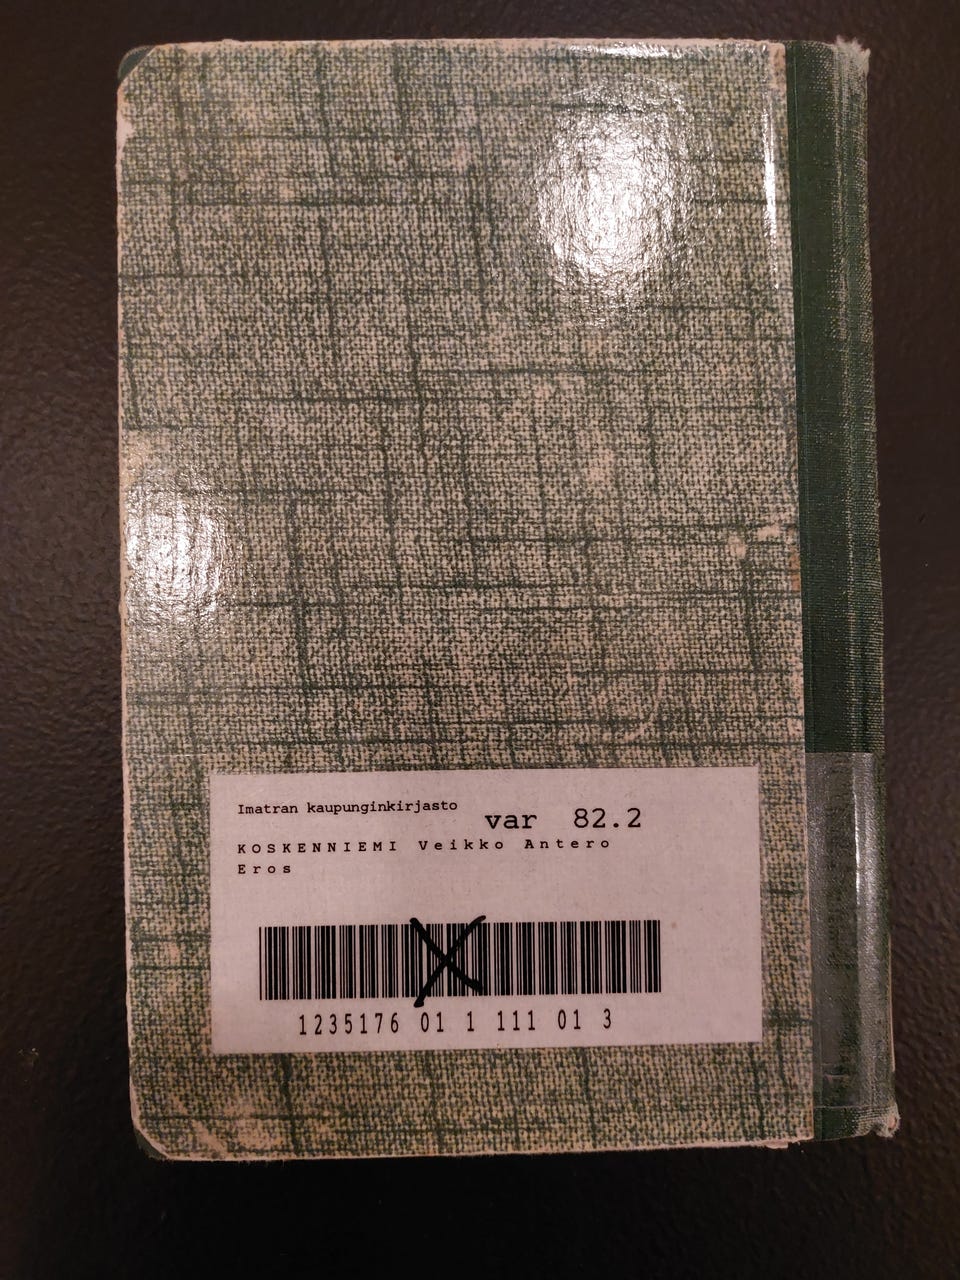 Imatran kaupunginkirjasto
var 82.2
KOSKENNIEMI Veikko Antero
Eros
1235176 01 1 111 01 3